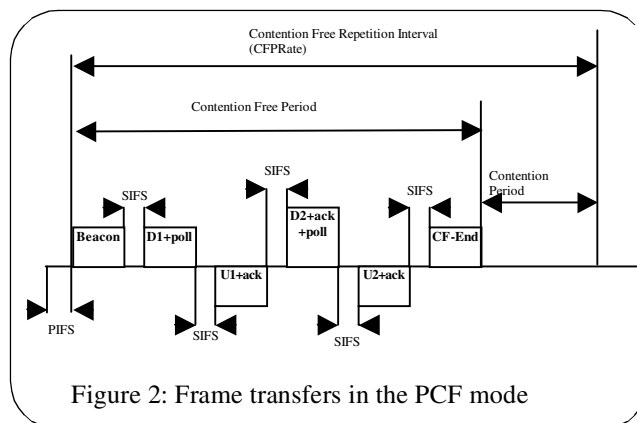 Contention Free Repetition Interval
(CFPRate)
Contention Free Period
Contention
Period
SIFS
SIFS
SIFS
D2+ack
+poll
Beacon
D1+poll
CF-End
U1+ack
U2+ack
PIFS
SIFS
SIFS
Figure 2: Frame transfers in the PCF mode